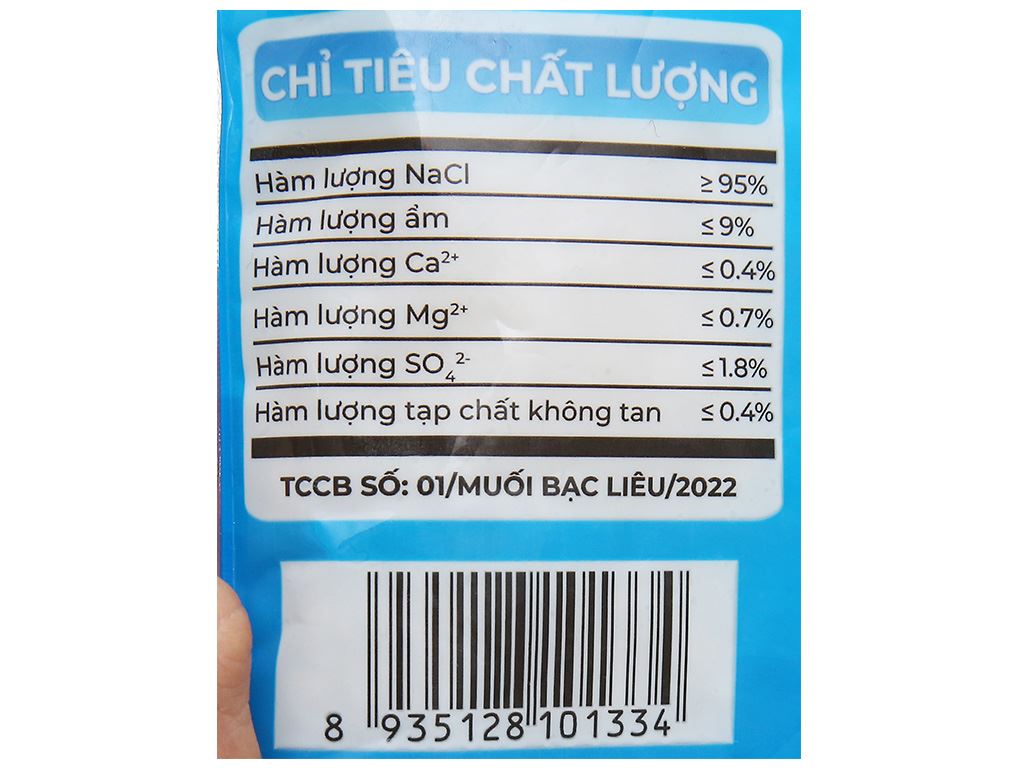 CHỈ TIÊU CHẤT LƯỢNG
Hàm lượng NaCl ≥ 95%
Hàm lượng ẩm ≤ 9%
Hàm lượng Ca²⁺ ≤ 0.4%
Hàm lượng Mg²⁺ ≤ 0.7%
Hàm lượng SO₄²⁻ ≤ 1.8%
Hàm lượng tạp chất không tan ≤ 0.4%
TCCB SỐ: 01/MUỐI BẠC LIÊU/2022
8 935128 101334